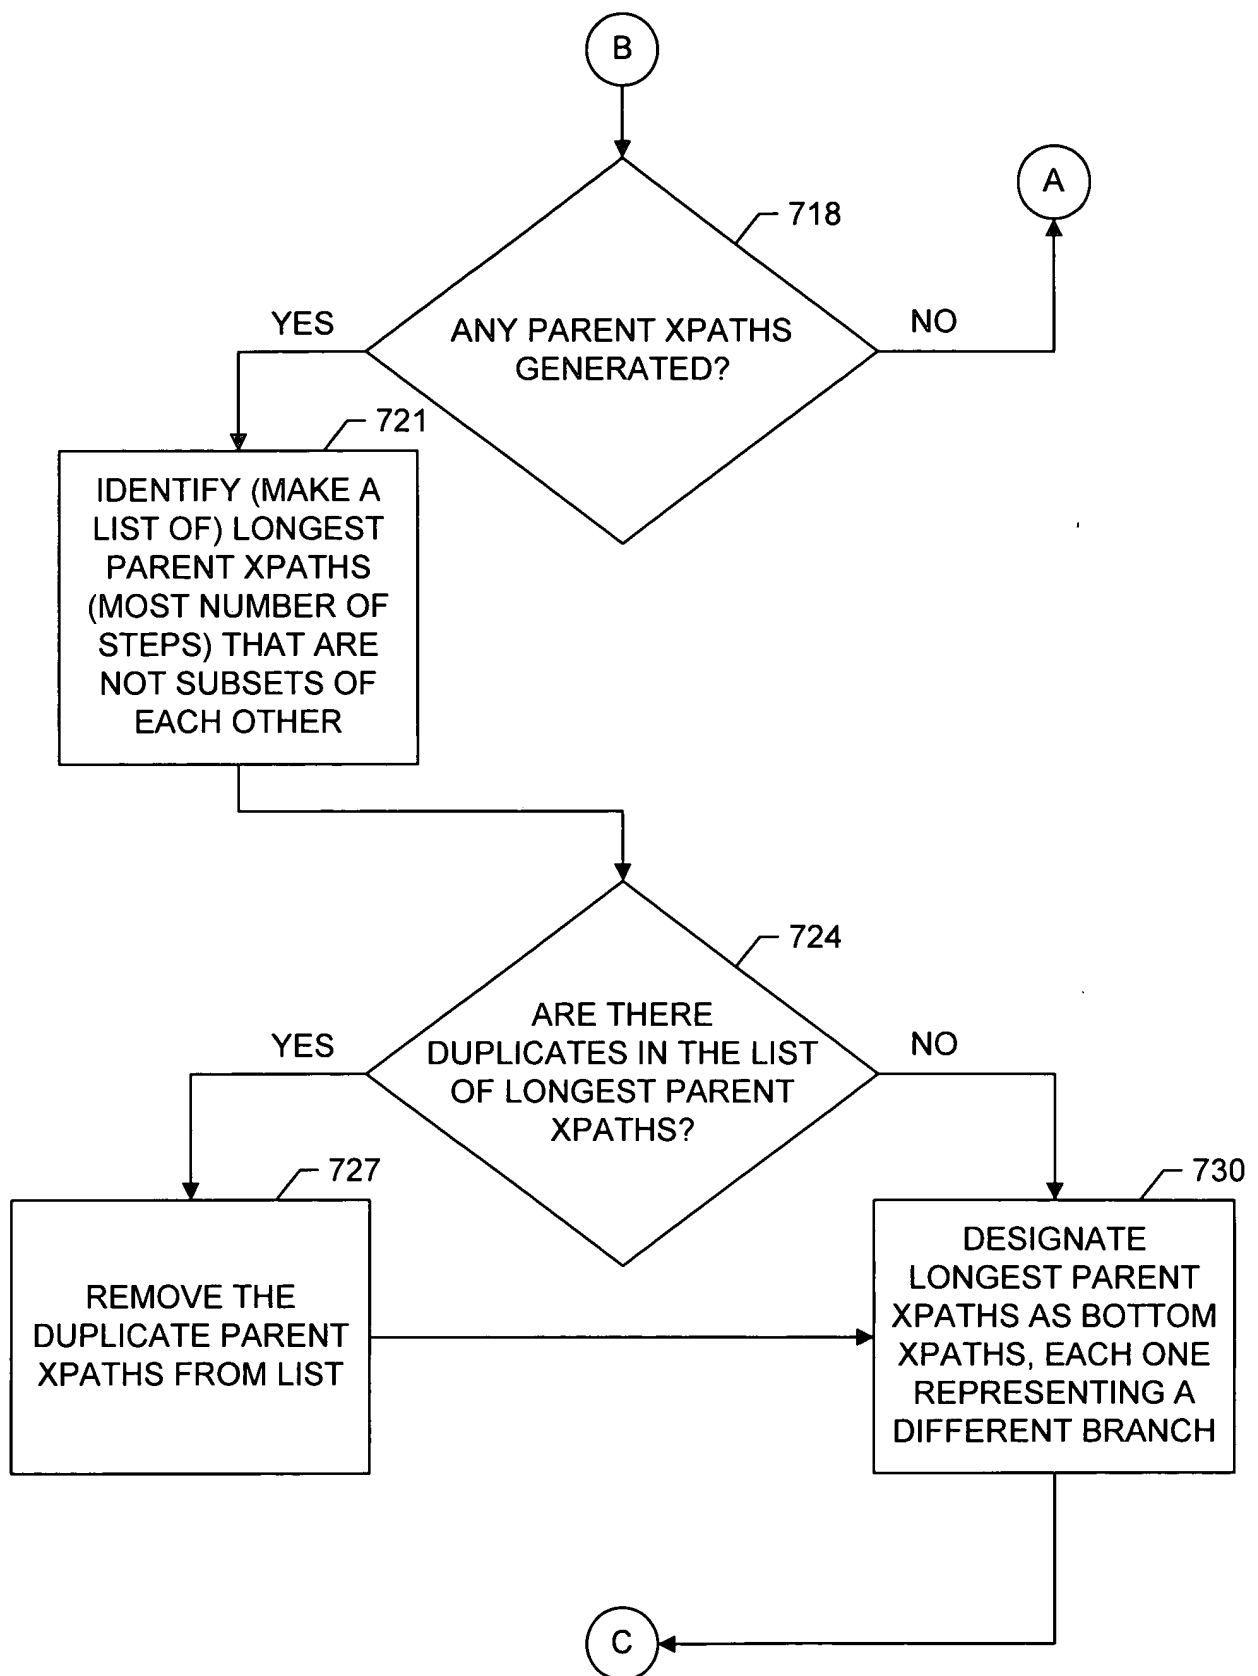 B
A
718
YES
NO
ANY PARENT XPATHS
GENERATED?
721
IDENTIFY (MAKE A
LIST OF) LONGEST
PARENT XPATHS
(MOST NUMBER OF
STEPS) THAT ARE
NOT SUBSETS OF
EACH OTHER
724
YES
NO
ARE THERE
DUPLICATES IN THE LIST
OF LONGEST PARENT
XPATHS?
727
730
REMOVE THE
DUPLICATE PARENT
XPATHS FROM LIST
DESIGNATE
LONGEST PARENT
XPATHS AS BOTTOM
XPATHS, EACH ONE
REPRESENTING A
DIFFERENT BRANCH
C